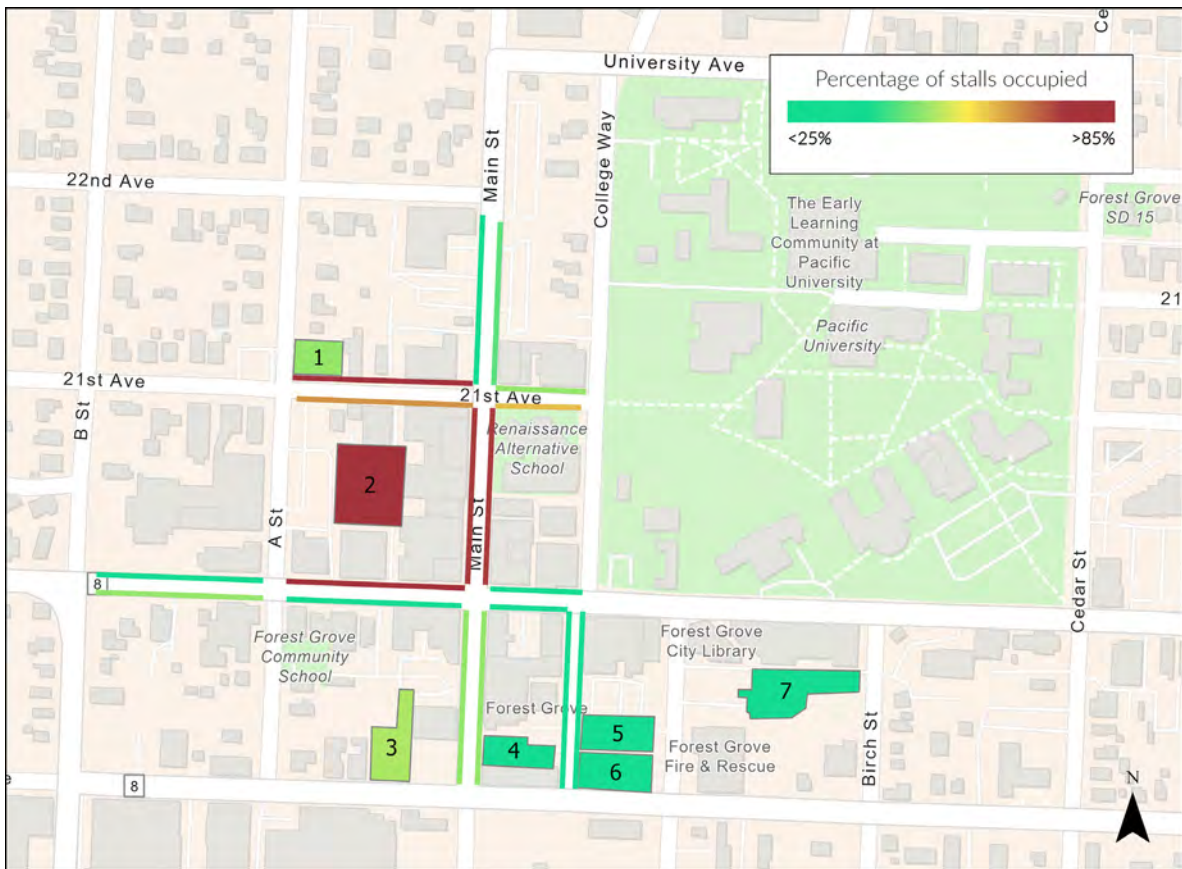 Ce
University Ave
Percentage of stalls occupied
<25%
>85%
Main St
College Way
22nd Ave
The Early
Learning
Community at
Pacific
University
Forest Grove
SD 15
21
Pacific
University
1
21st Ave
21st Ave
B St
Renaissance
Alternative
School
2
A St
Main St
8
Cedar St
Forest Grove
Community
School
Forest Grove
City Library
7
Forest Grove
5
3
4
Forest Grove
Fire & Rescue
6
Birch St
e
8
N